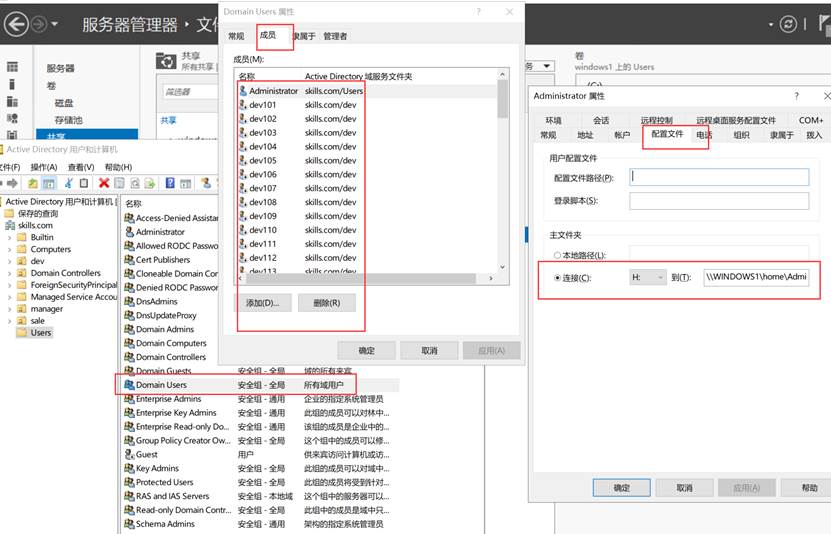 服务器管理器
服务器
卷
磁盘
存储池
共享
共享
筛选器
共享
卷
windows1 上的 Users
Active Directory 用户和计算机
文件(F) 操作(A) 查看(V) 帮助(H)
Active Directory 用户和计算机
保存的查询
skills.com
Builtin
Computers
dev
Domain Controllers
ForeignSecurityPrincipal
Managed Service Accou
manager
sale
Users
名称
Access-Denied Assistan
Administrator
Allowed RODC Passwo
Cert Publishers
Cloneable Domain Con
Denied RODC Passwo
DnsAdmins
DnsUpdateProxy
Domain Admins
Domain Computers
Domain Controllers
Domain Guests 安全组 - 全局 域的所有来宾
Domain Users 安全组 - 全局 所有域用户
Enterprise Admins 安全组 - 通用 企业的指定系统管理员
Enterprise Key Admins 安全组 - 通用 此组的成员可以对林中...
Enterprise Read-only Do... 安全组 - 通用 该组的成员是企业中的...
Group Policy Creator Ow... 安全组 - 全局 这个组中的成员可以修...
Guest 用户 供来宾访问计算机或访...
Key Admins 安全组 - 全局 此组的成员可以对域中...
Protected Users 安全组 - 全局 此组的成员将受到针对...
RAS and IAS Servers 安全组 - 本地域 这个组中的服务器可以...
Read-only Domain Contr... 安全组 - 全局 此组中的成员是域中只...
Schema Admins 安全组 - 通用 架构的指定系统管理员
Domain Users 属性
常规 成员 隶属于 管理者
成员(M):
名称 Active Directory 域服务文件夹
Administrator skills.com/Users
dev101 skills.com/dev
dev102 skills.com/dev
dev103 skills.com/dev
dev104 skills.com/dev
dev105 skills.com/dev
dev106 skills.com/dev
dev107 skills.com/dev
dev108 skills.com/dev
dev109 skills.com/dev
dev110 skills.com/dev
dev111 skills.com/dev
dev112 skills.com/dev
dev113 skills.com/dev
添加(D)... 删除(R)
确定 取消 应用(A)
Administrator 属性
环境 会话 远程控制 远程桌面服务配置文件 COM+
常规 地址 帐户 配置文件 电话 组织 隶属于 拨入
用户配置文件
配置文件路径(P):
登录脚本(S):
主文件夹
本地路径(L):
连接(C): H: 到(T): \\WINDOWS1\home\Admi
确定 取消 应用(A) 帮助